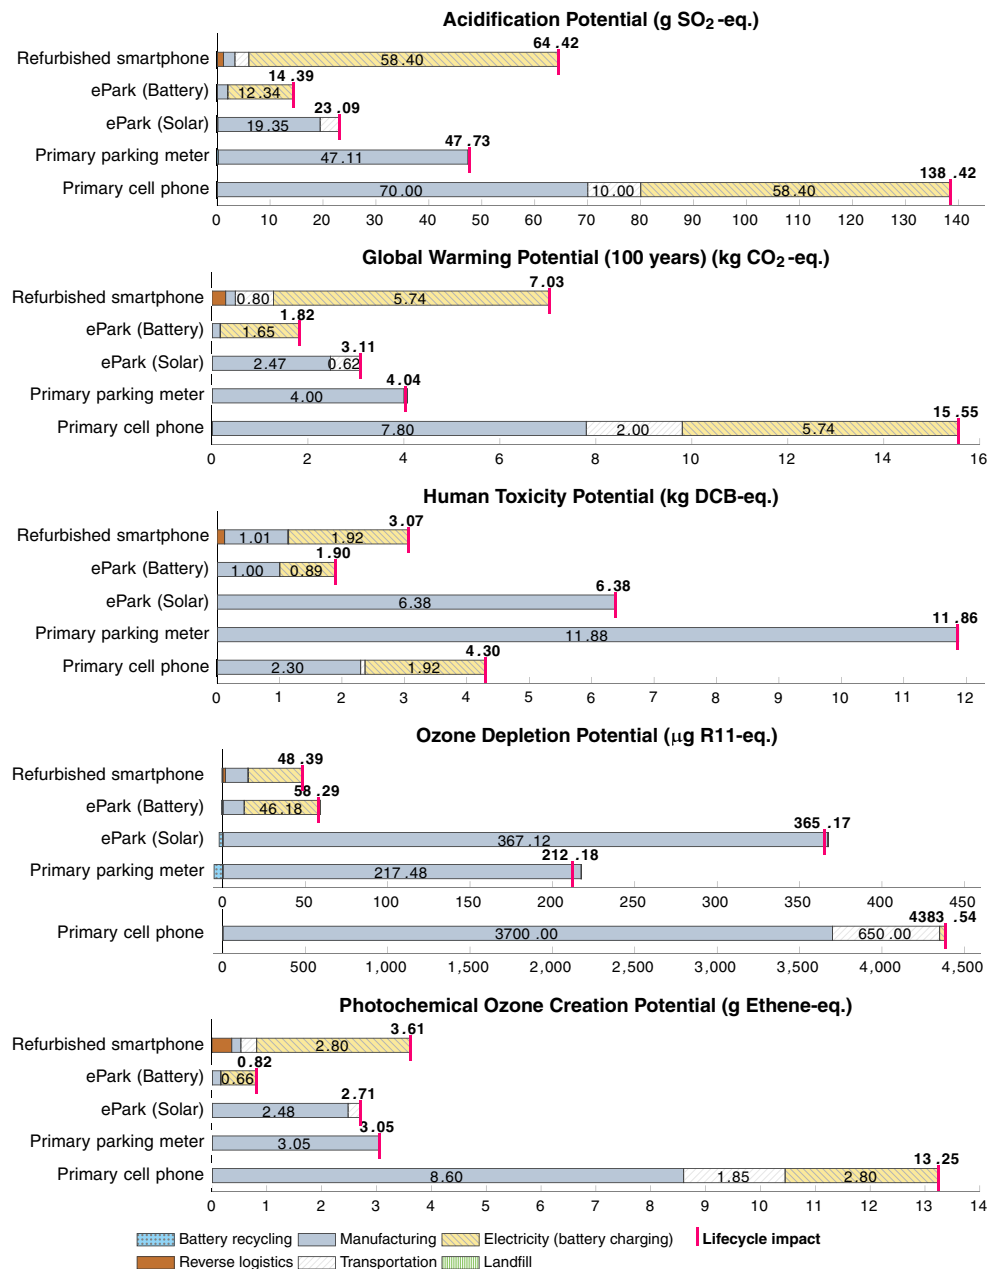 Acidification Potential (g SO2-eq.)
Refurbished smartphone 58.40 64.42
ePark (Battery) 12.34 14.39
ePark (Solar) 19.35 23.09
Primary parking meter 47.11 47.73
Primary cell phone 70.00 10.00 58.40 138.42
0 10 20 30 40 50 60 70 80 90 100 110 120 130 140
Global Warming Potential (100 years) (kg CO2-eq.)
Refurbished smartphone 0.80 5.74 7.03
ePark (Battery) 1.65 1.82
ePark (Solar) 2.47 0.62 3.11
Primary parking meter 4.00 4.04
Primary cell phone 7.80 2.00 5.74 15.55
0 2 4 6 8 10 12 14 16
Human Toxicity Potential (kg DCB-eq.)
Refurbished smartphone 1.01 1.92 3.07
ePark (Battery) 1.00 0.89 1.90
ePark (Solar) 6.38 6.38
Primary parking meter 11.88 11.86
Primary cell phone 2.30 1.92 4.30
0 1 2 3 4 5 6 7 8 9 10 11 12
Ozone Depletion Potential (µg R11-eq.)
Refurbished smartphone 48.39
ePark (Battery) 46.18 58.29
ePark (Solar) 367.12 365.17
Primary parking meter 217.48 212.18
0 50 100 150 200 250 300 350 400 450
Primary cell phone 3700.00 650.00 4383.54
0 500 1,000 1,500 2,000 2,500 3,000 3,500 4,000 4,500
Photochemical Ozone Creation Potential (g Ethene-eq.)
Refurbished smartphone 2.80 3.61
ePark (Battery) 0.66 0.82
ePark (Solar) 2.48 2.71
Primary parking meter 3.05 3.05
Primary cell phone 8.60 1.85 2.80 13.25
0 1 2 3 4 5 6 7 8 9 10 11 12 13 14
Battery recycling Manufacturing Electricity (battery charging) Lifecycle impact
Reverse logistics Transportation Landfill